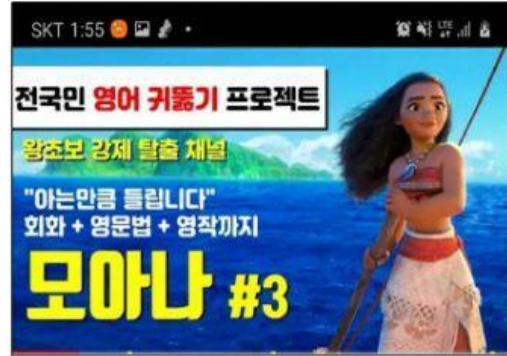 SKT 1:55
LTE
전국민 영어 귀뚫기 프로젝트
왕초보 강제 탈출 채널
"아는만큼 들립니다"
회화 + 영문법 + 영작까지
모아나 #3